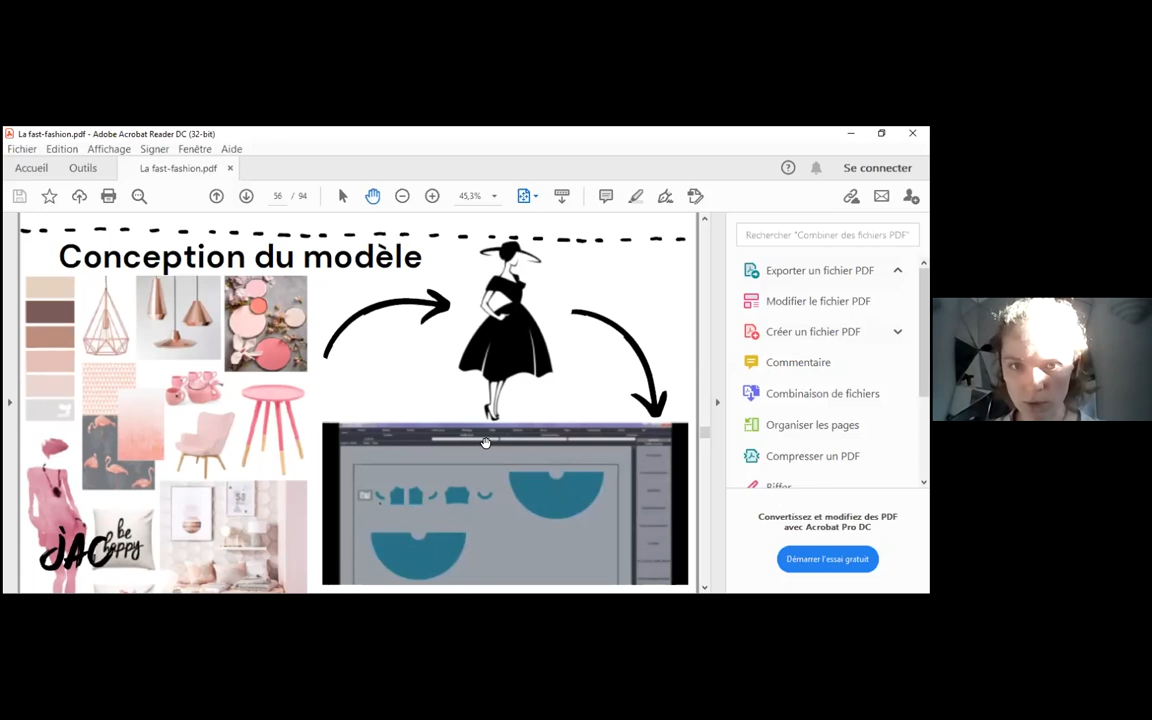 La fast-fashion.pdf - Adobe Acrobat Reader DC (32-bit)
Fichier Edition Affichage Signer Fenêtre Aide
Accueil Outils La fast-fashion.pdf × Se connecter
56 / 94 45,3%
Conception du modèle
be
happy
JAC
Rechercher "Combiner des fichiers PDF"
Exporter un fichier PDF
Modifier le fichier PDF
Créer un fichier PDF
Commentaire
Combinaison de fichiers
Organiser les pages
Compresser un PDF
Biffer
Convertissez et modifiez des PDF
avec Acrobat Pro DC
Démarrer l'essai gratuit